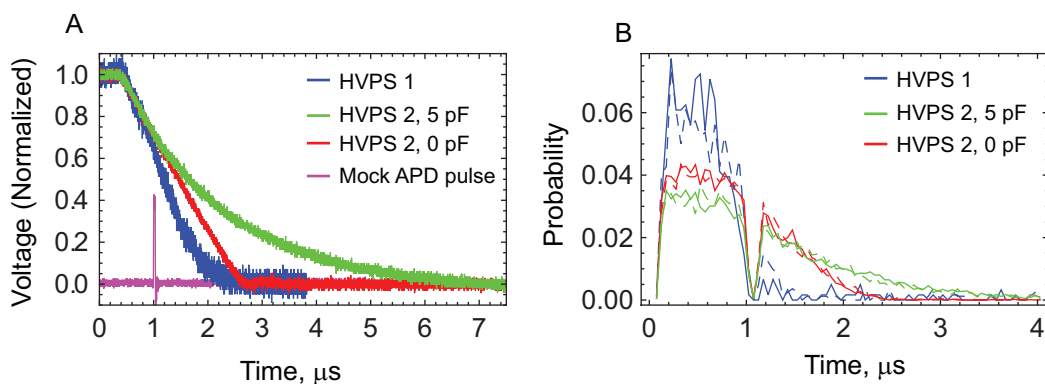 A
Voltage (Normalized)
1.0
0.8
0.6
0.4
0.2
0.0
HVPS 1
HVPS 2, 5 pF
HVPS 2, 0 pF
Mock APD pulse
0 1 2 3 4 5 6 7
Time, μs
B
Probability
0.06
0.04
0.02
0.00
HVPS 1
HVPS 2, 5 pF
HVPS 2, 0 pF
0 1 2 3 4
Time, μs